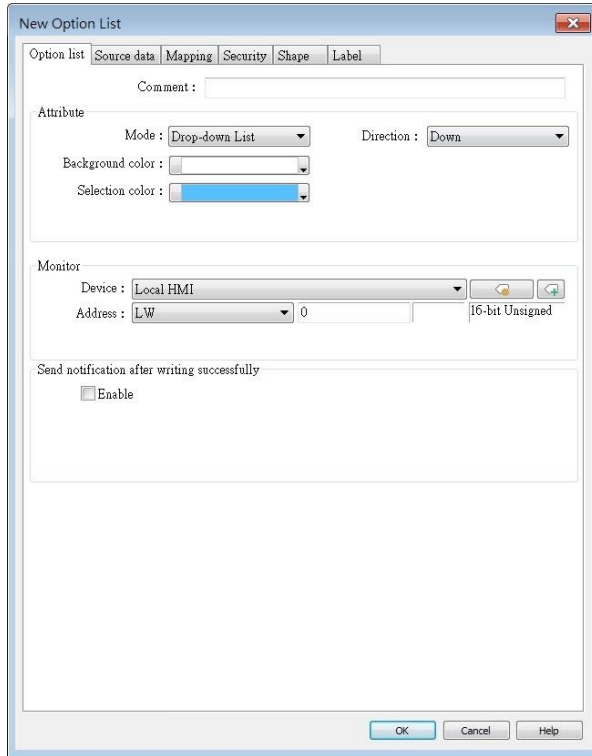 New Option List
Option list Source data Mapping Security Shape Label
Comment :
Attribute
Mode : Drop-down List Direction : Down
Background color :
Selection color :
Monitor
Device : Local HMI
Address : LW 0 16-bit Unsigned
Send notification after writing successfully
Enable
OK Cancel Help